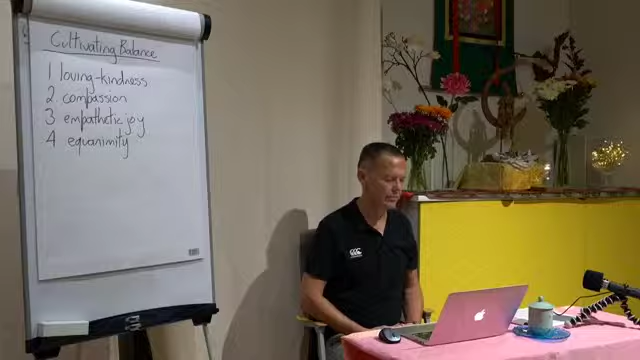 Cultivating Balance
1 loving-kindness
2. compassion
3 empathetic joy
4 equanimity